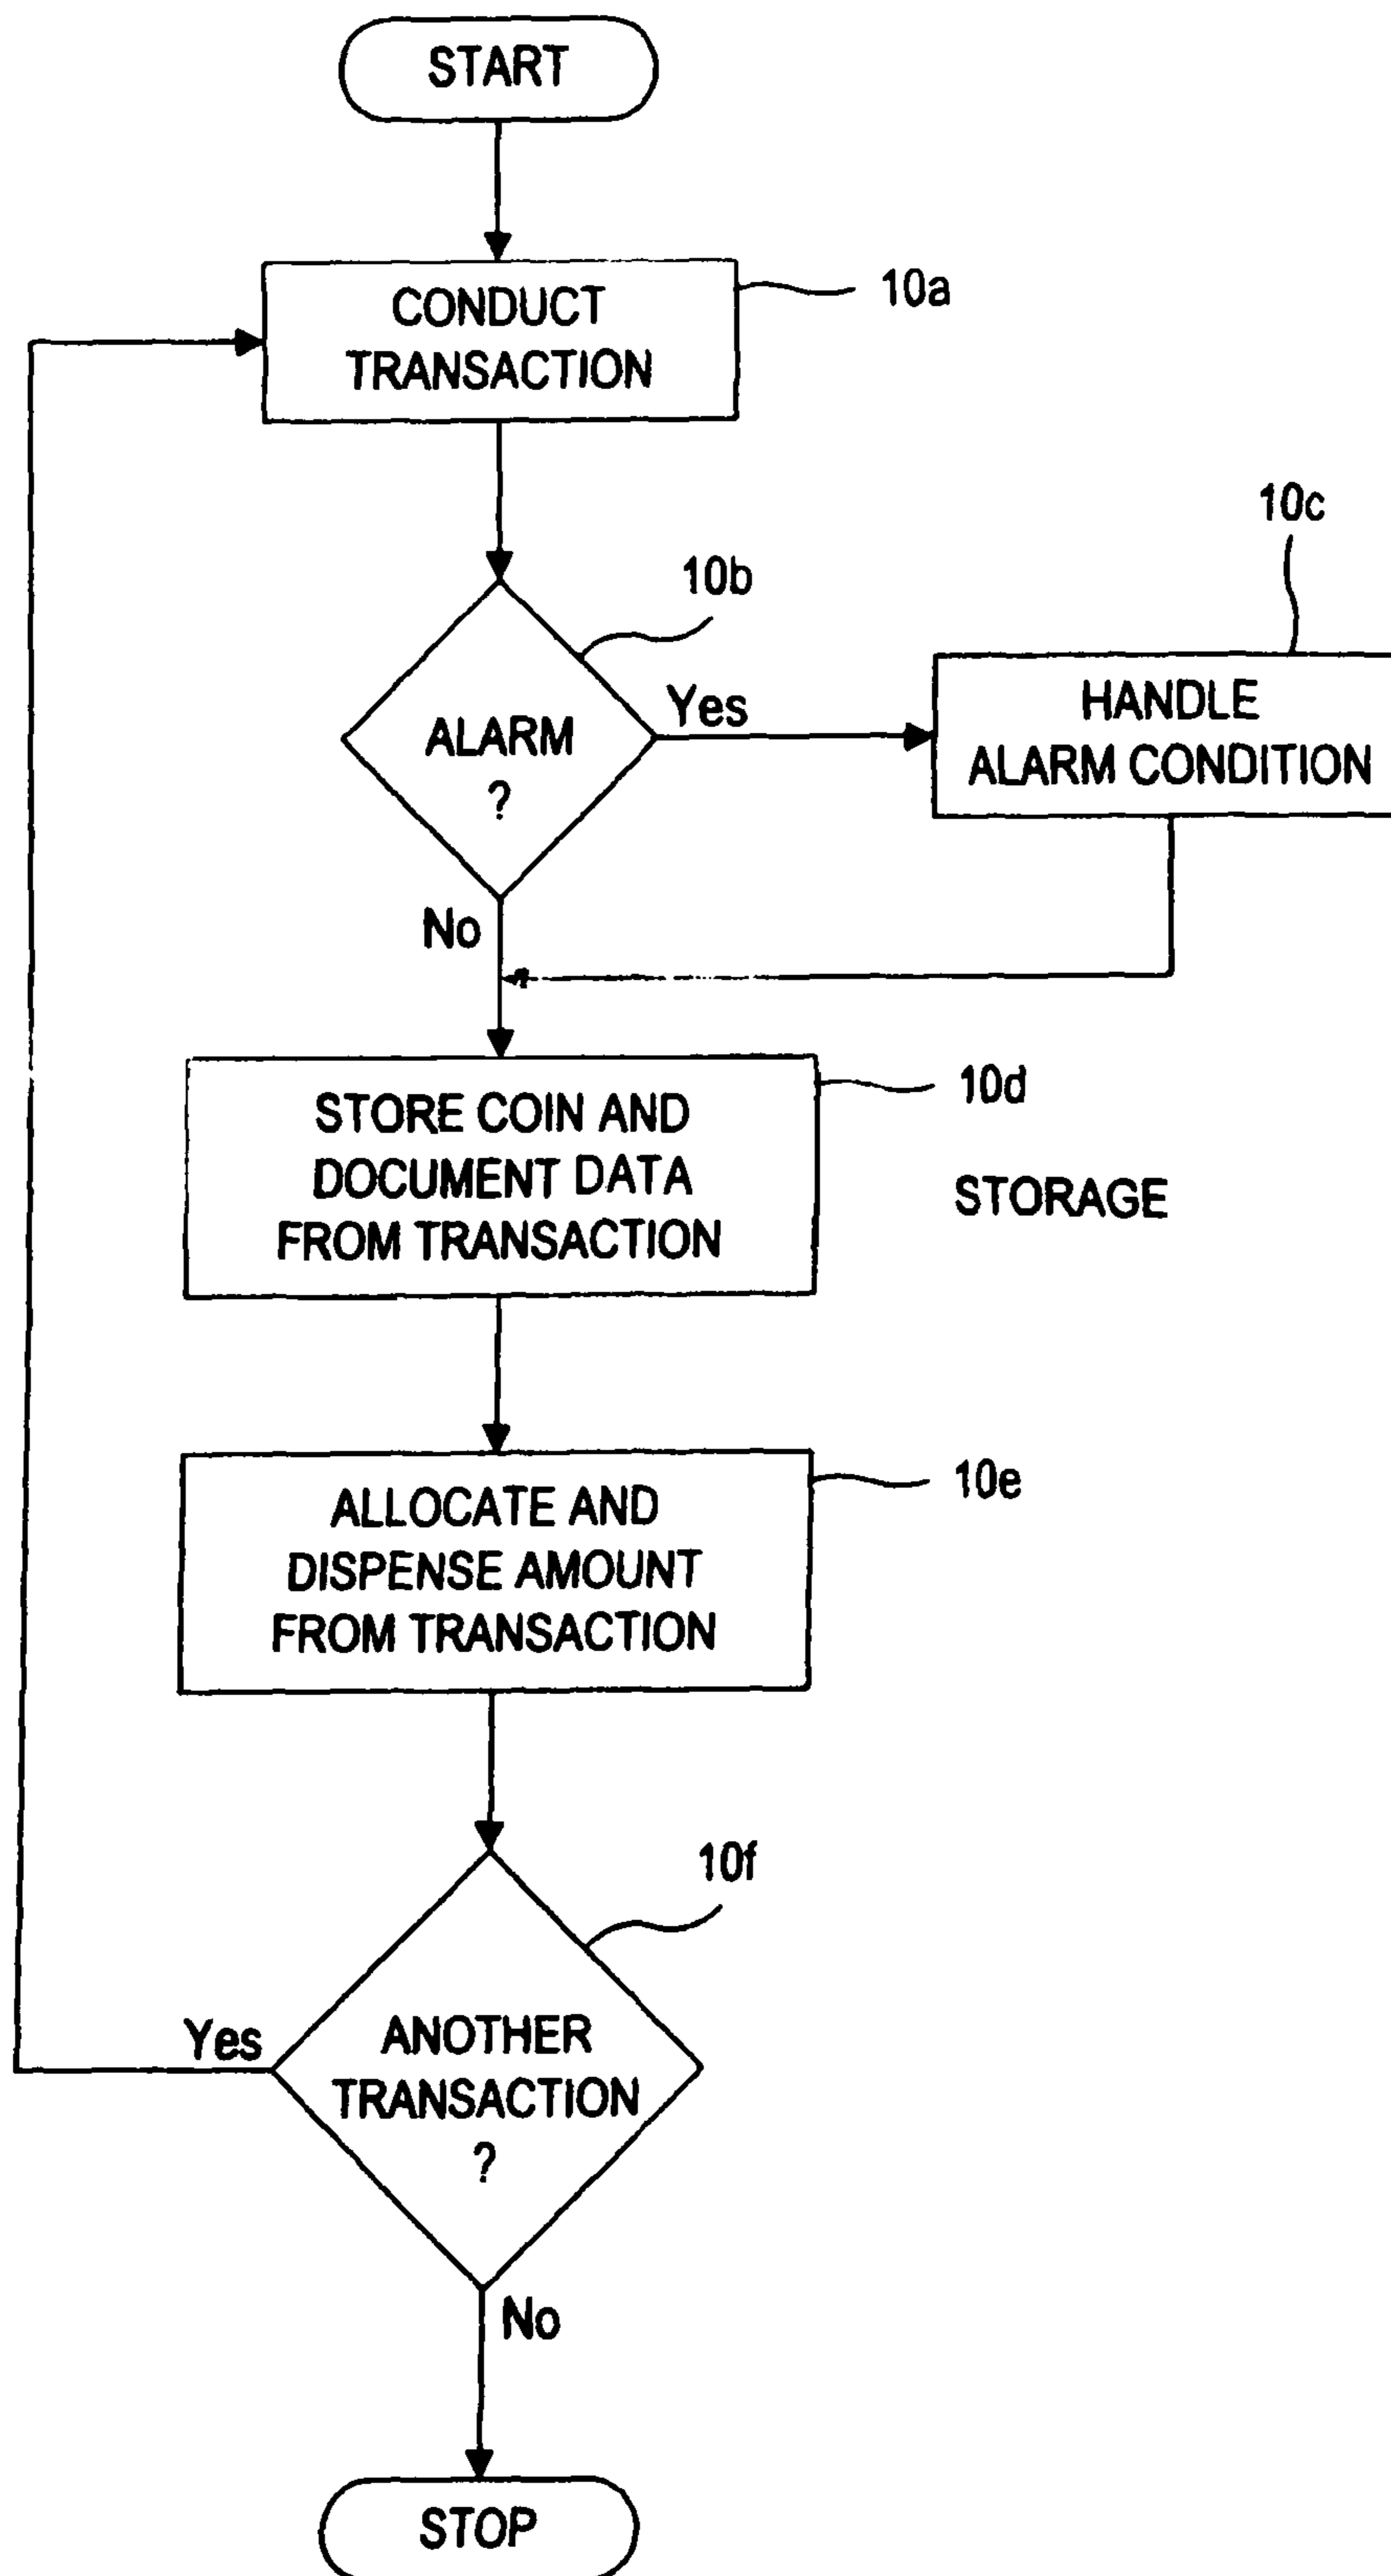 START
CONDUCT
TRANSACTION
10a
10b
10c
ALARM
?
Yes
HANDLE
ALARM CONDITION
No
STORE COIN AND
DOCUMENT DATA
FROM TRANSACTION
10d
STORAGE
ALLOCATE AND
DISPENSE AMOUNT
FROM TRANSACTION
10e
10f
Yes
ANOTHER
TRANSACTION
?
No
STOP